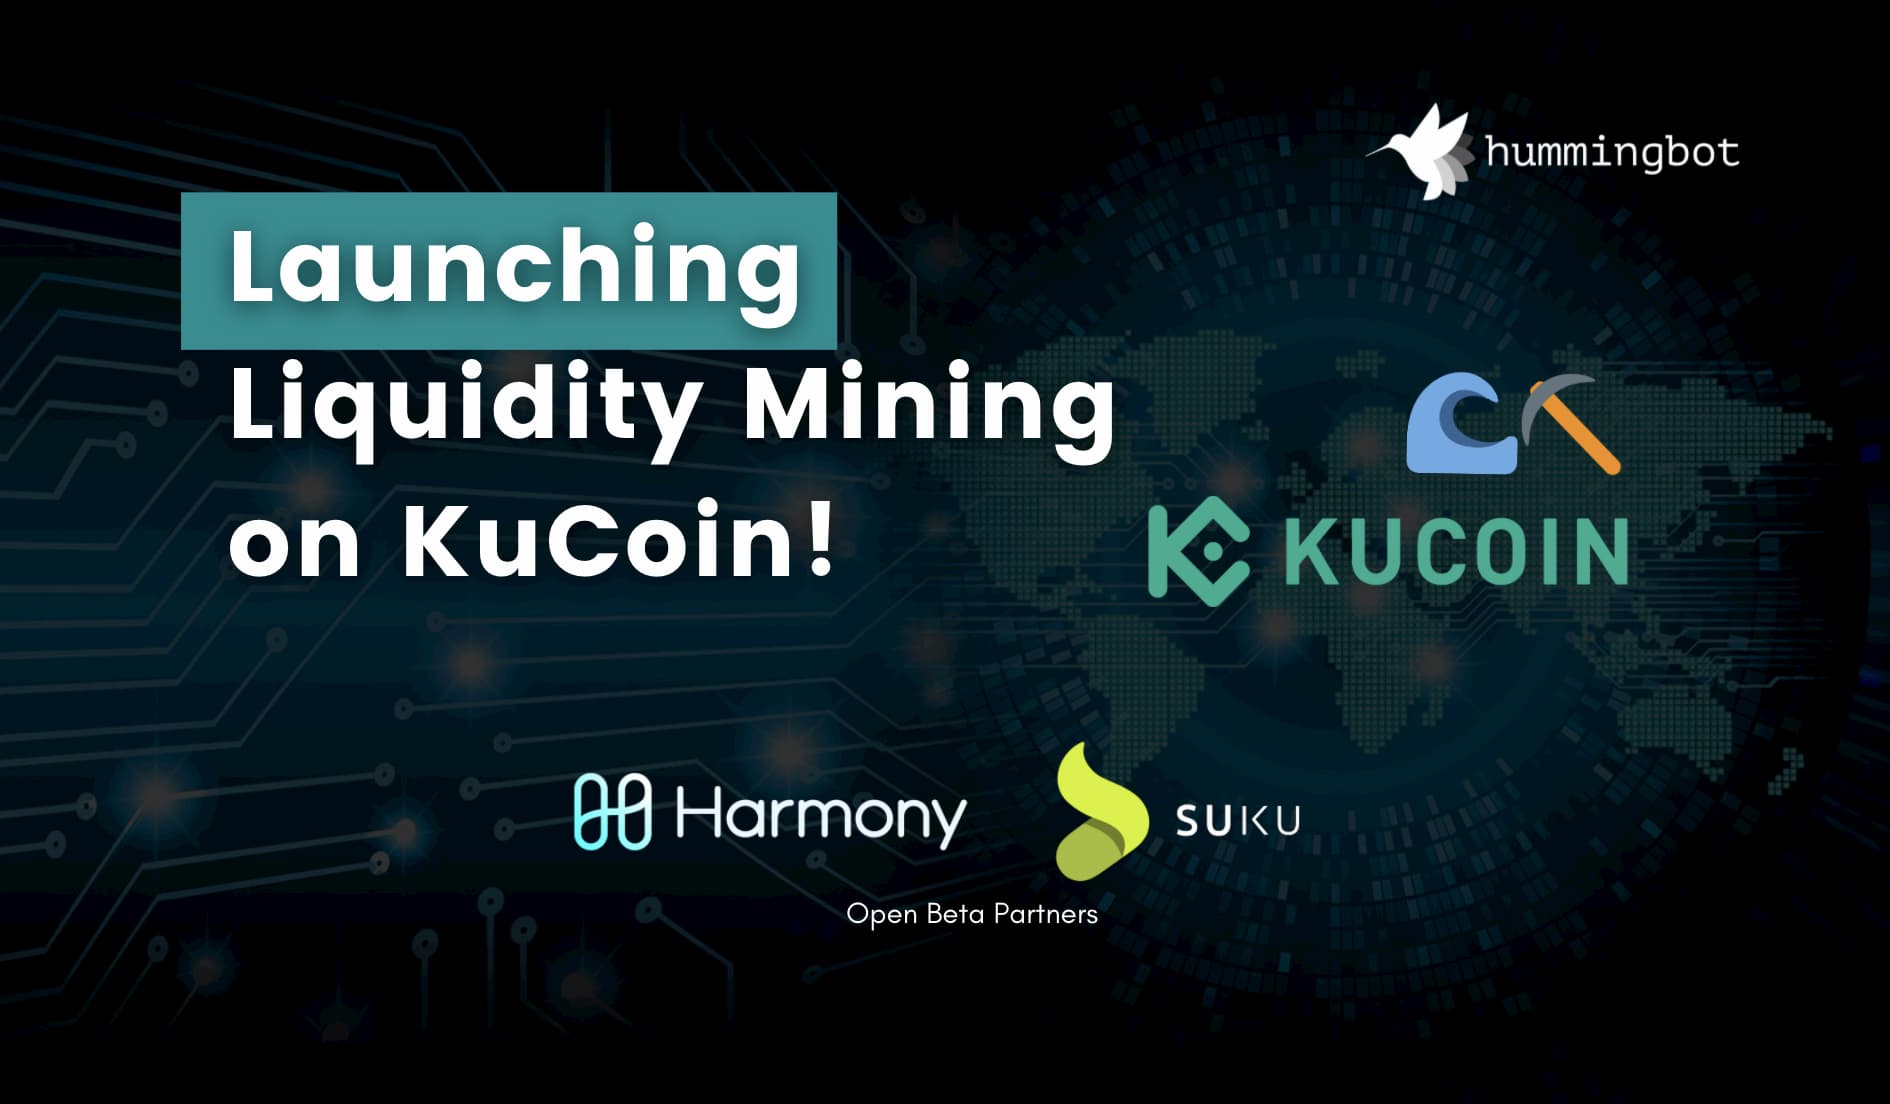 hummingbot
Launching
Liquidity Mining
on KuCoin!
KUCOIN
Harmony
SUKU
Open Beta Partners